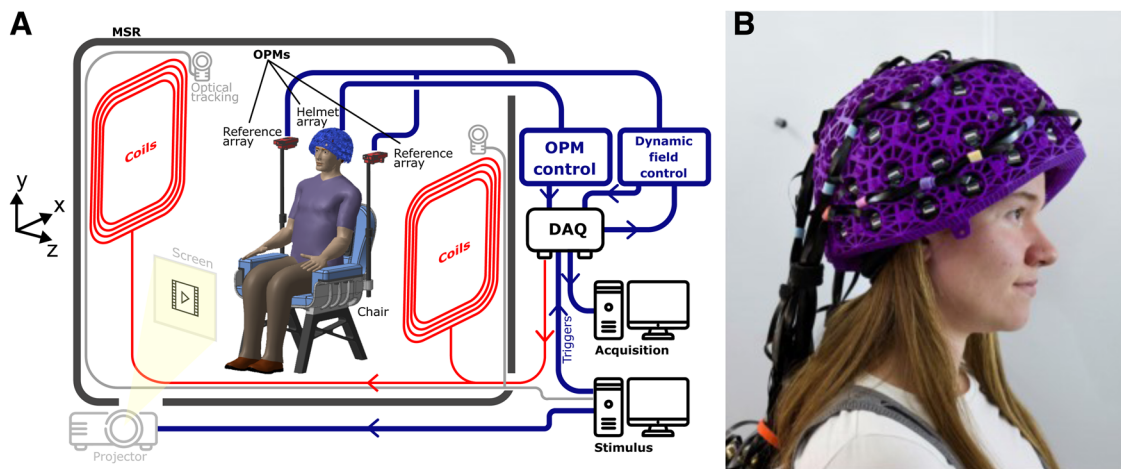 A
B
MSR
OPMs
Optical
tracking
Helmet
array
Reference
array
Reference
array
Coils
Coils
OPM
control
Dynamic
field
control
DAQ
y
x
z
Screen
Chair
Triggers
Acquisition
Stimulus
Projector